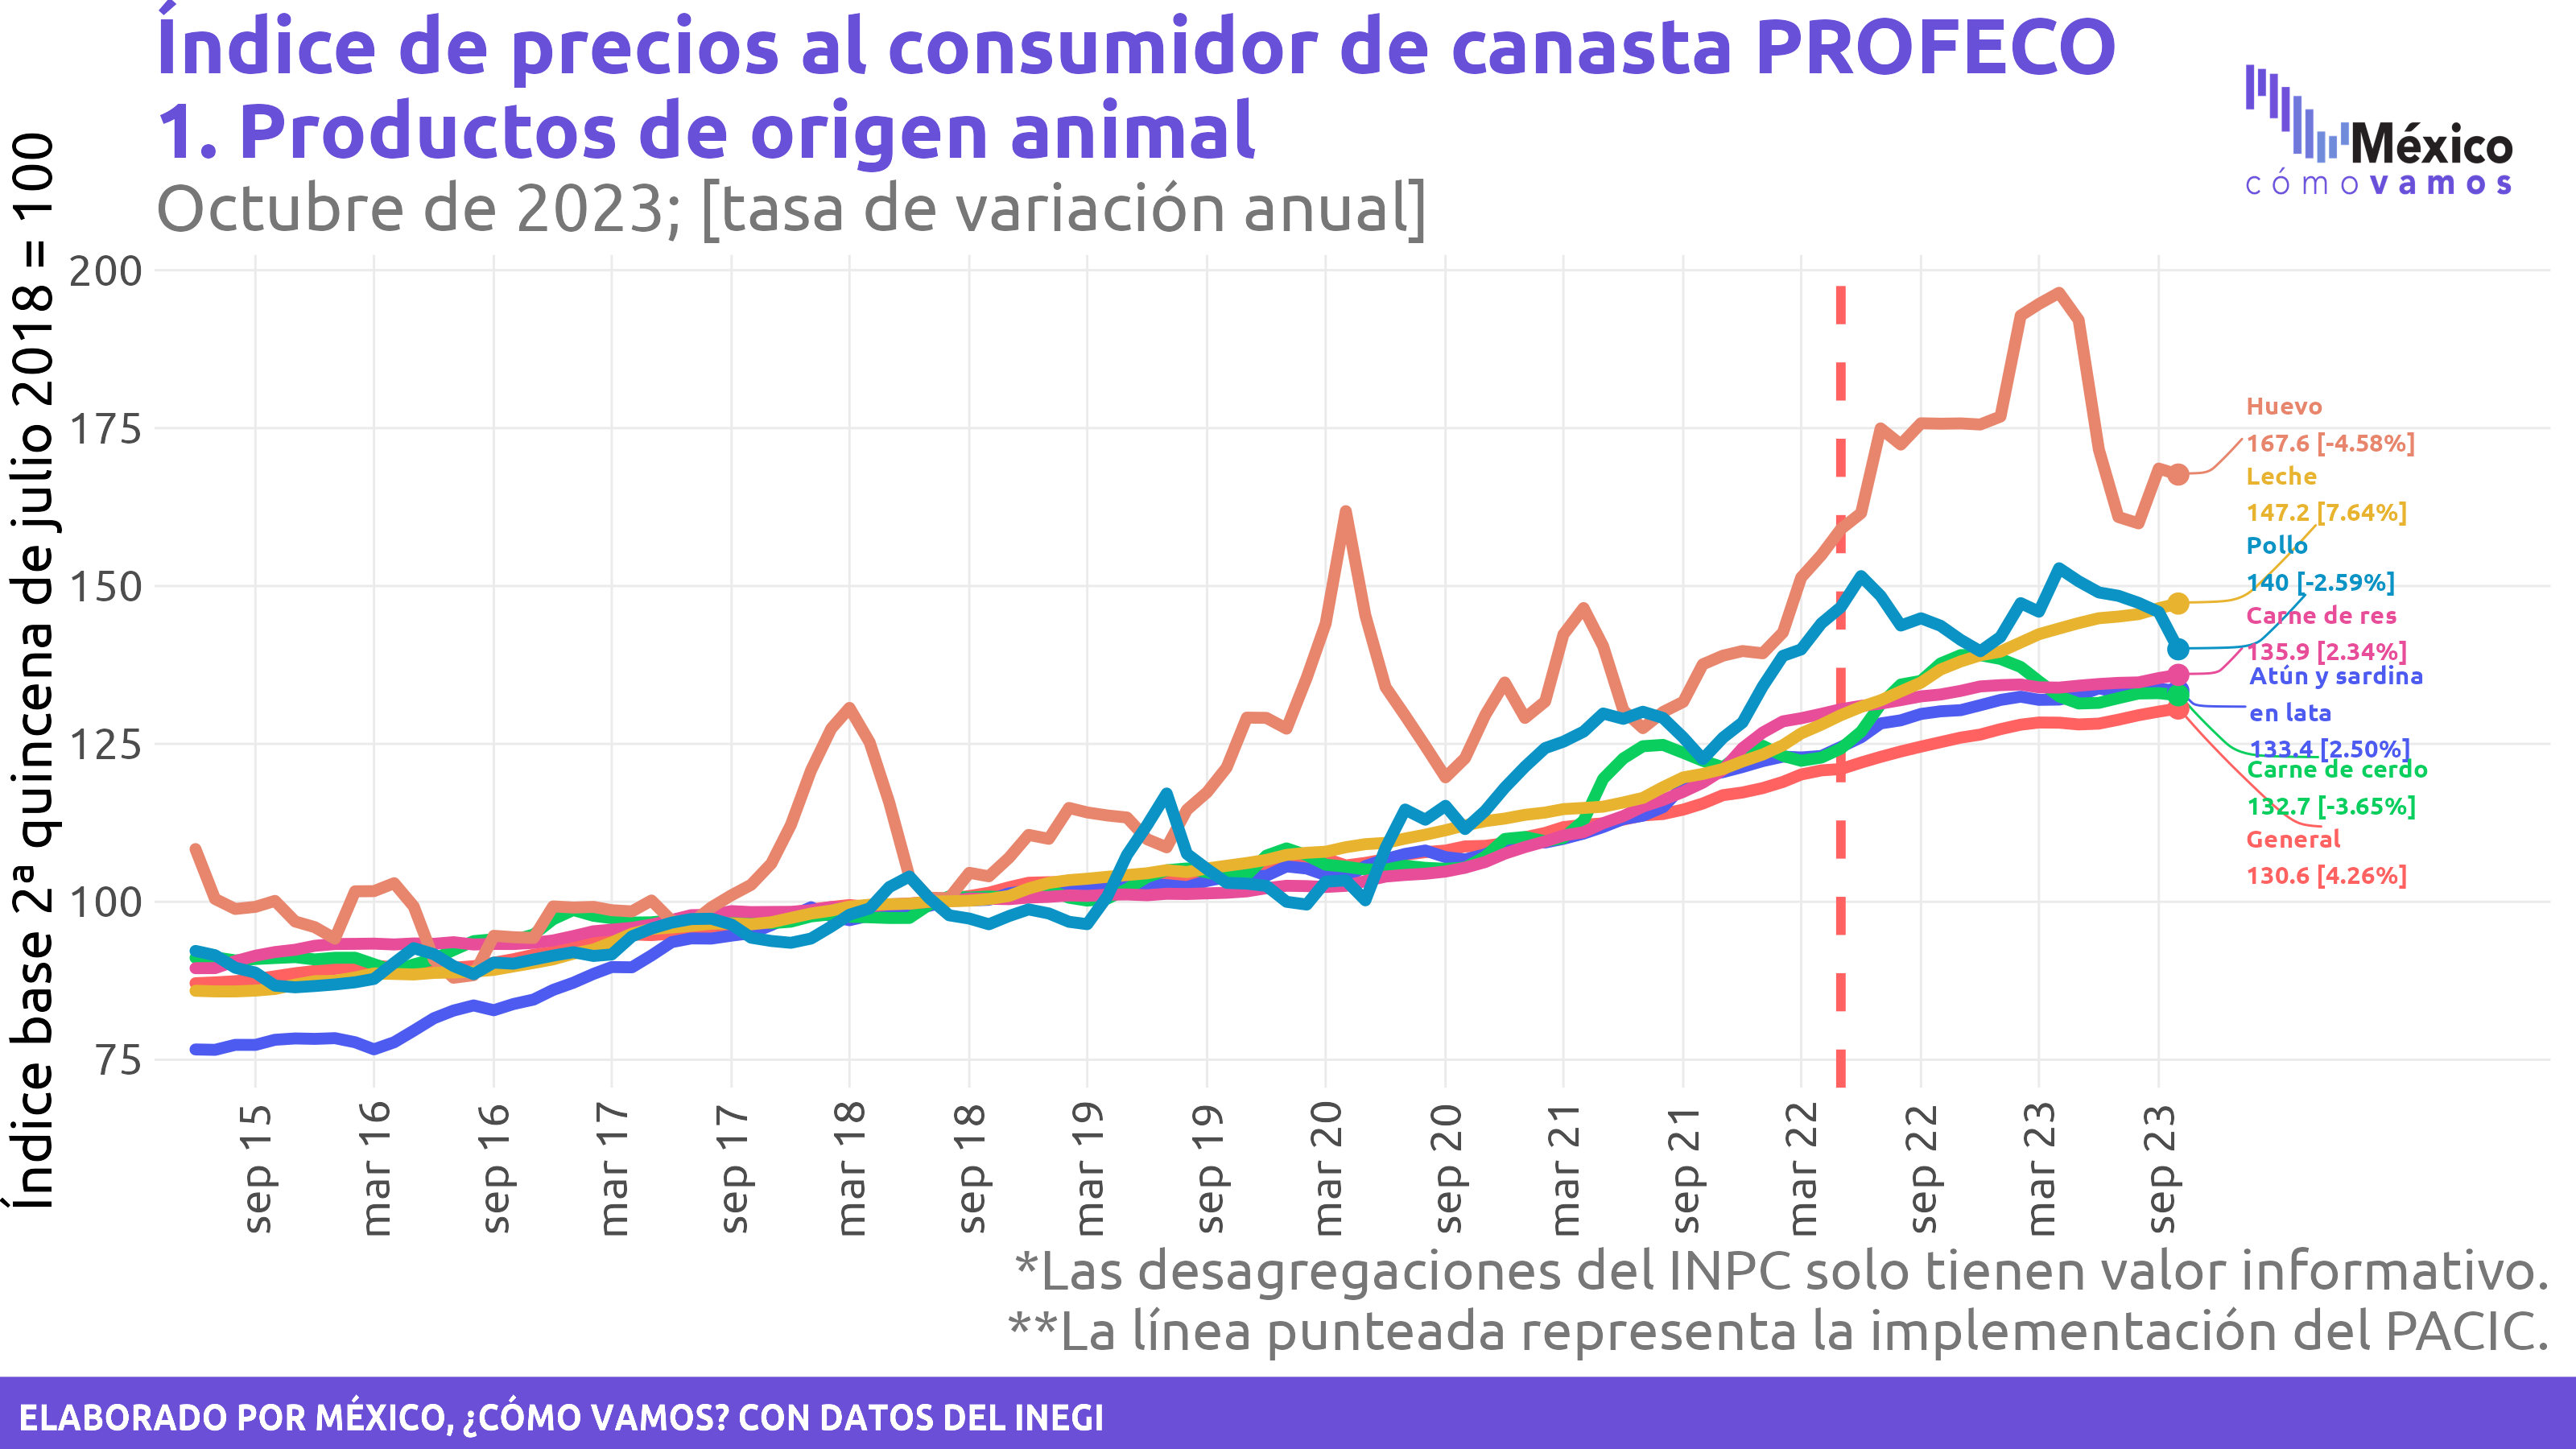 Índice de precios al consumidor de canasta PROFECO
1. Productos de origen animal
Octubre de 2023; [tasa de variación anual]
México
cómo vamos
Índice base 2ª quincena de julio 2018 = 100
200
175
150
125
100
75
Huevo
167.6 [-4.58%]
Leche
147.2 [7.64%]
Pollo
140 [-2.59%]
Carne de res
135.9 [2.34%]
Atún y sardina
en lata
133.4 [2.50%]
Carne de cerdo
132.7 [-3.65%]
General
130.6 [4.26%]
sep 15
mar 16
sep 16
mar 17
sep 17
mar 18
sep 18
mar 19
sep 19
mar 20
sep 20
mar 21
sep 21
mar 22
sep 22
mar 23
sep 23
*Las desagregaciones del INPC solo tienen valor informativo.
**La línea punteada representa la implementación del PACIC.
ELABORADO POR MÉXICO, ¿CÓMO VAMOS? CON DATOS DEL INEGI